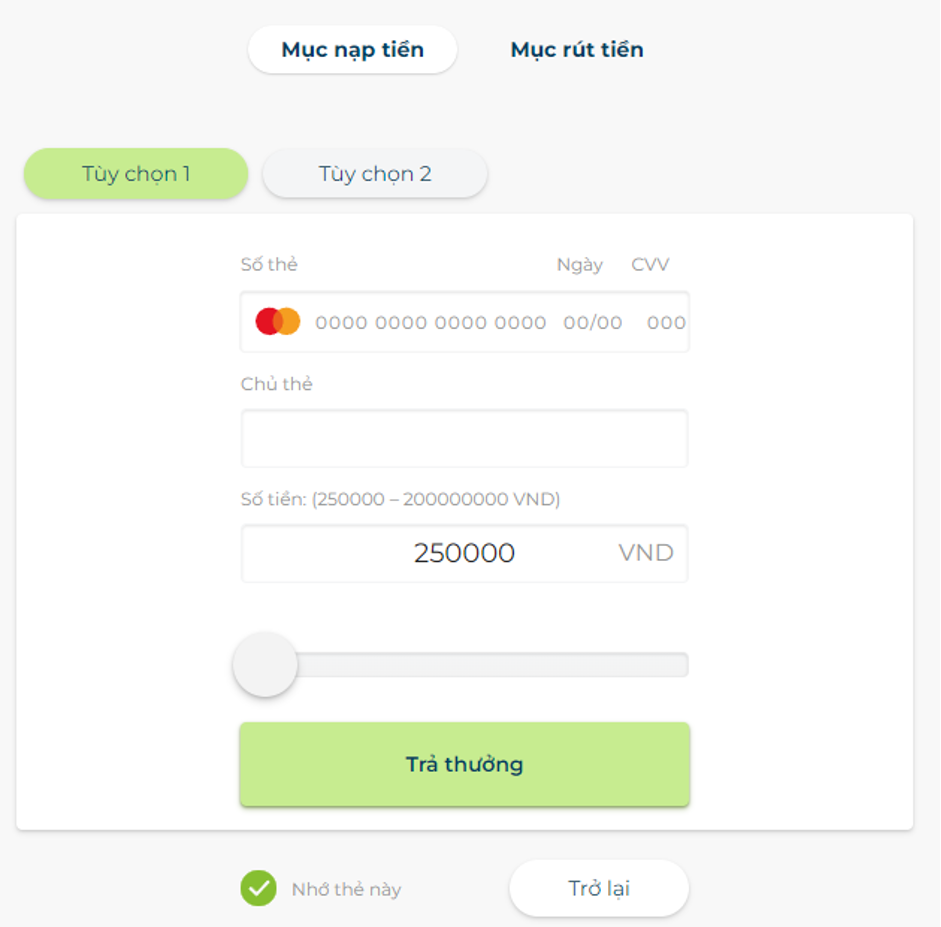 Mục nạp tiền Mục rút tiền
Tùy chọn 1 Tùy chọn 2
Số thẻ Ngày CVV
0000 0000 0000 0000 00/00 000
Chủ thẻ
Số tiền: (250000 – 200000000 VND)
250000 VND
Trả thưởng
Nhớ thẻ này Trở lại